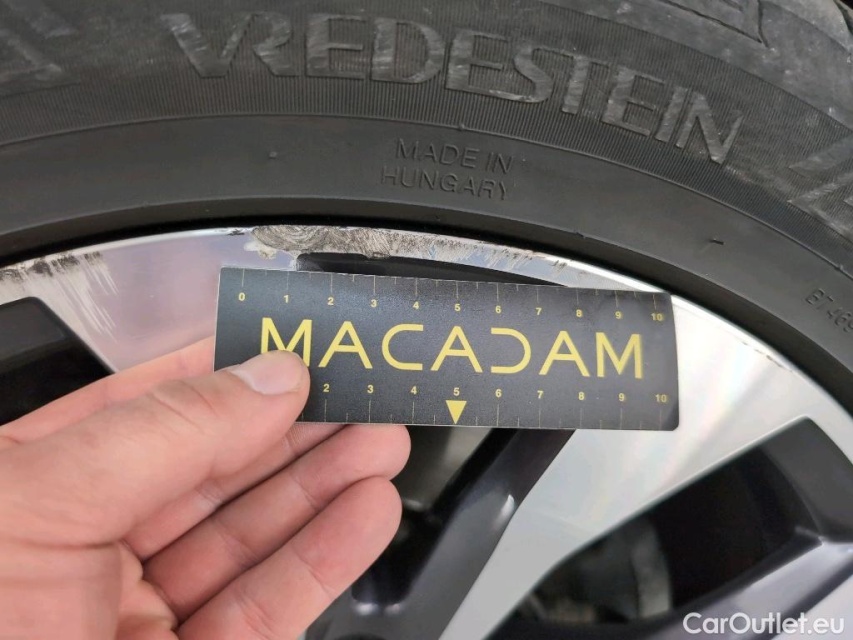 VREDESTEIN
MADE IN
HUNGARY
0 1 2 3 4 5 6 7 8 9 10
MACADAM
2 3 4 5 6 7 8 9 10
CarOutlet.eu